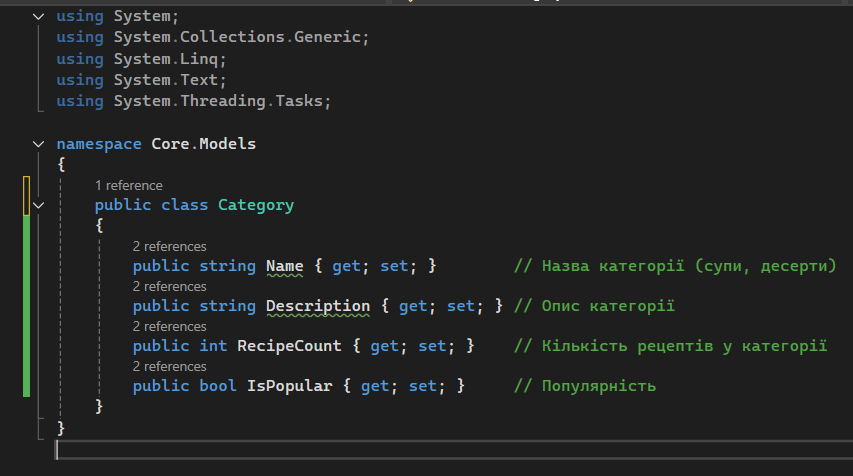 using System;
using System.Collections.Generic;
using System.Linq;
using System.Text;
using System.Threading.Tasks;
namespace Core.Models
{
1 reference
public class Category
{
2 references
public string Name { get; set; } // Назва категорії (супи, десерти)
2 references
public string Description { get; set; } // Опис категорії
2 references
public int RecipeCount { get; set; } // Кількість рецептів у категорії
2 references
public bool IsPopular { get; set; } // Популярність
}
}